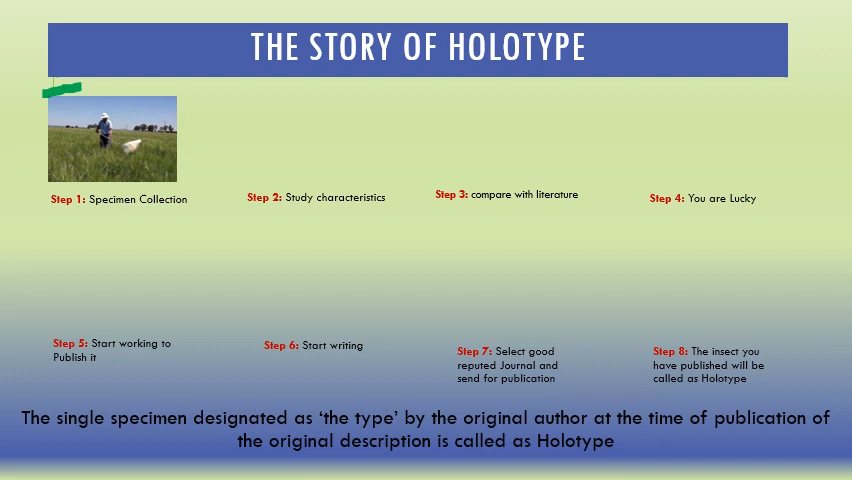 THE STORY OF HOLOTYPE
Step 1: Specimen Collection
Step 2: Study characteristics
Step 3: compare with literature
Step 4: You are Lucky
Step 5: Start working to
Publish it
Step 6: Start writing
Step 7: Select good
reputed Journal and
send for publication
Step 8: The insect you
have published will be
called as Holotype
The single specimen designated as ‘the type’ by the original author at the time of publication of
the original description is called as Holotype